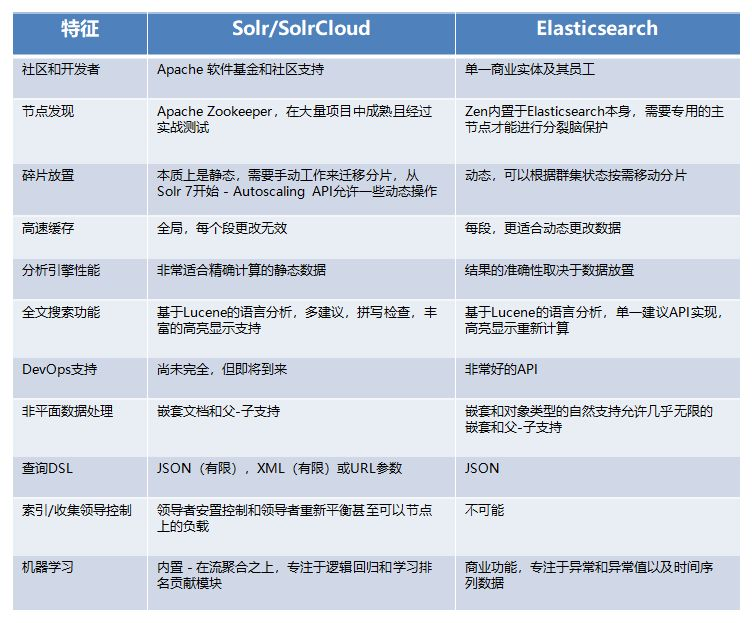 特征 Solr/SolrCloud Elasticsearch
社区和开发者 Apache 软件基金和社区支持 单一商业实体及其员工
节点发现 Apache Zookeeper，在大量项目中成熟且经过 Zen内置于Elasticsearch本身，需要专用的主
实战测试 节点才能进行分裂脑保护
碎片放置 本质上是静态，需要手动工作来迁移分片，从 动态，可以根据群集状态按需移动分片
Solr 7开始 - Autoscaling API允许一些动态操作
高速缓存 全局，每个段更改无效 每段，更适合动态更改数据
分析引擎性能 非常适合精确计算的静态数据 结果的准确性取决于数据放置
全文搜索功能 基于Lucene的语言分析，多建议，拼写检查，丰 基于Lucene的语言分析，单一建议API实现，
富的高亮显示支持 高亮显示重新计算
DevOps支持 尚未完全，但即将到来 非常好的API
非平面数据处理 嵌套文档和父-子支持 嵌套和对象类型的自然支持允许几乎无限的
嵌套和父-子支持
查询DSL JSON（有限），XML（有限）或URL参数 JSON
索引/收集领导控制 领导者安置控制和领导者重新平衡甚至可以节点 不可能
上的负载
机器学习 内置 - 在流聚合之上，专注于逻辑回归和学习排 商业功能，专注于异常和异常值以及时间序
名贡献模块 列数据